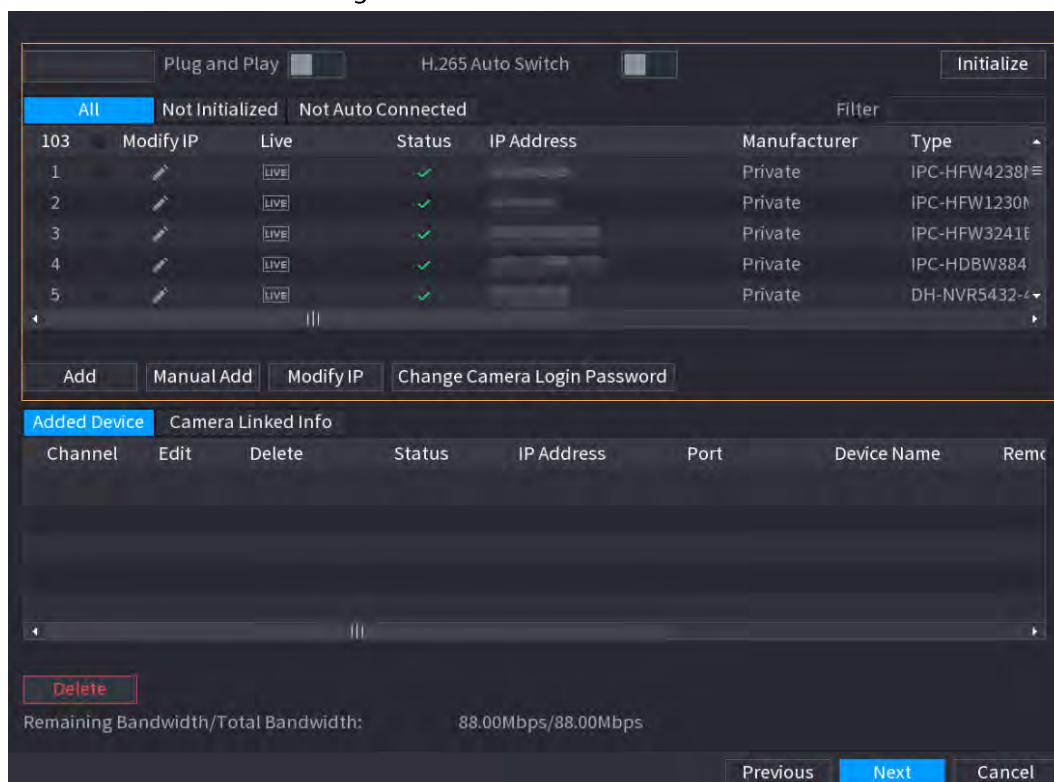 Plug and Play H.265 Auto Switch Initialize
All Not Initialized Not Auto Connected Filter
103 Modify IP Live Status IP Address Manufacturer Type
1 LIVE Private IPC-HFW4238
2 LIVE Private IPC-HFW1230
3 LIVE Private IPC-HFW3241
4 LIVE Private IPC-HDBW884
5 LIVE Private DH-NVR5432-
Add Manual Add Modify IP Change Camera Login Password
Added Device Camera Linked Info
Channel Edit Delete Status IP Address Port Device Name
Delete
Remaining Bandwidth/Total Bandwidth: 88.00Mbps/88.00Mbps
Previous Next Cancel